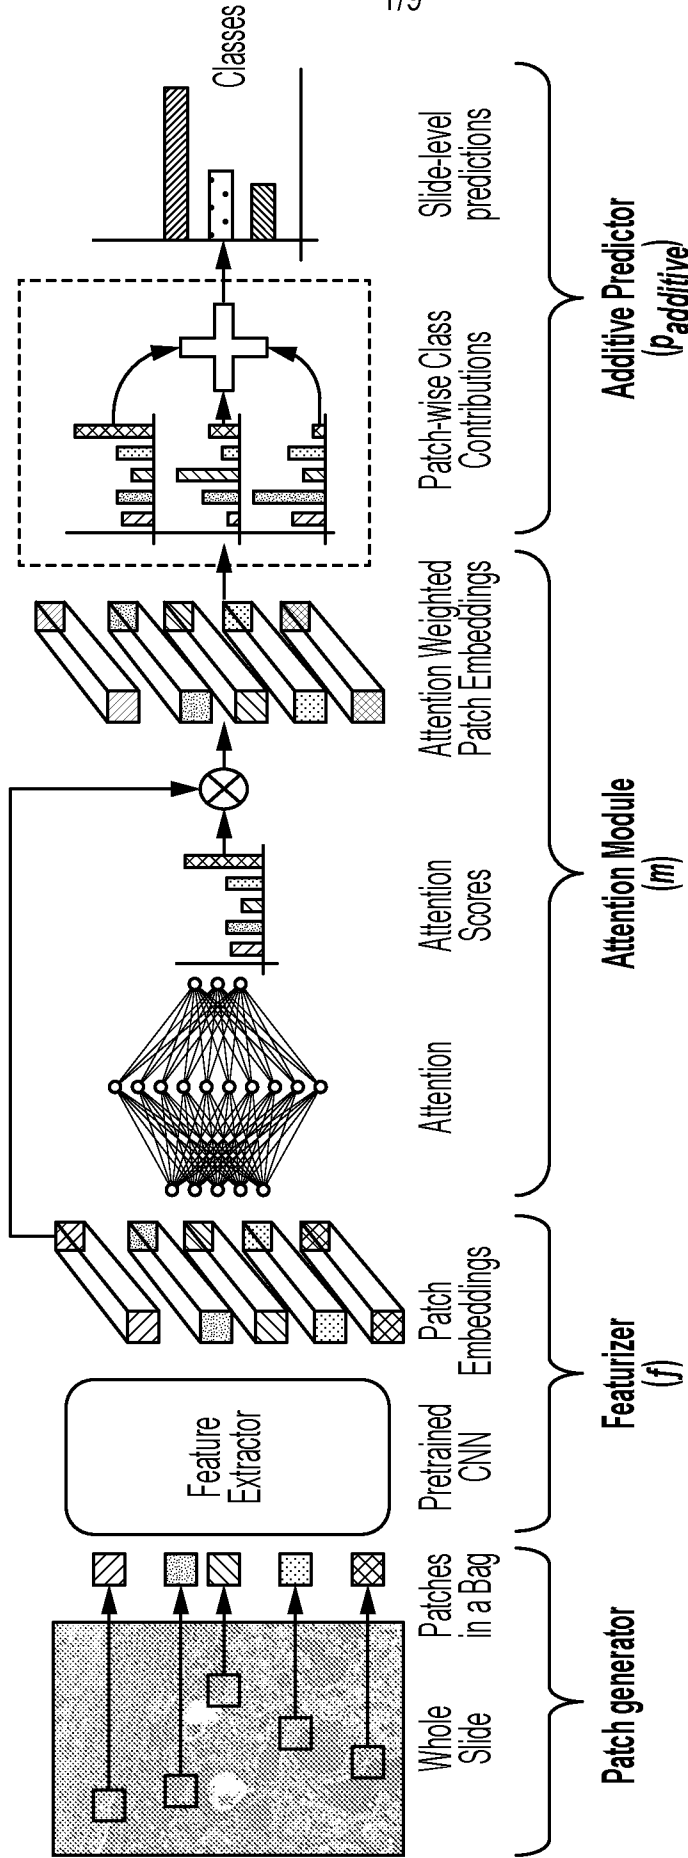 1/9
Feature
Extractor
Classes
Whole
Slide
Patches
in a Bag
Pretrained
CNN
Patch
Embeddings
Attention
Attention
Scores
Attention Weighted
Patch Embeddings
Patch-wise Class
Contributions
Slide-level
predictions
Patch generator
Featurizer
(f)
Attention Module
(m)
Additive Predictor
(padditive)